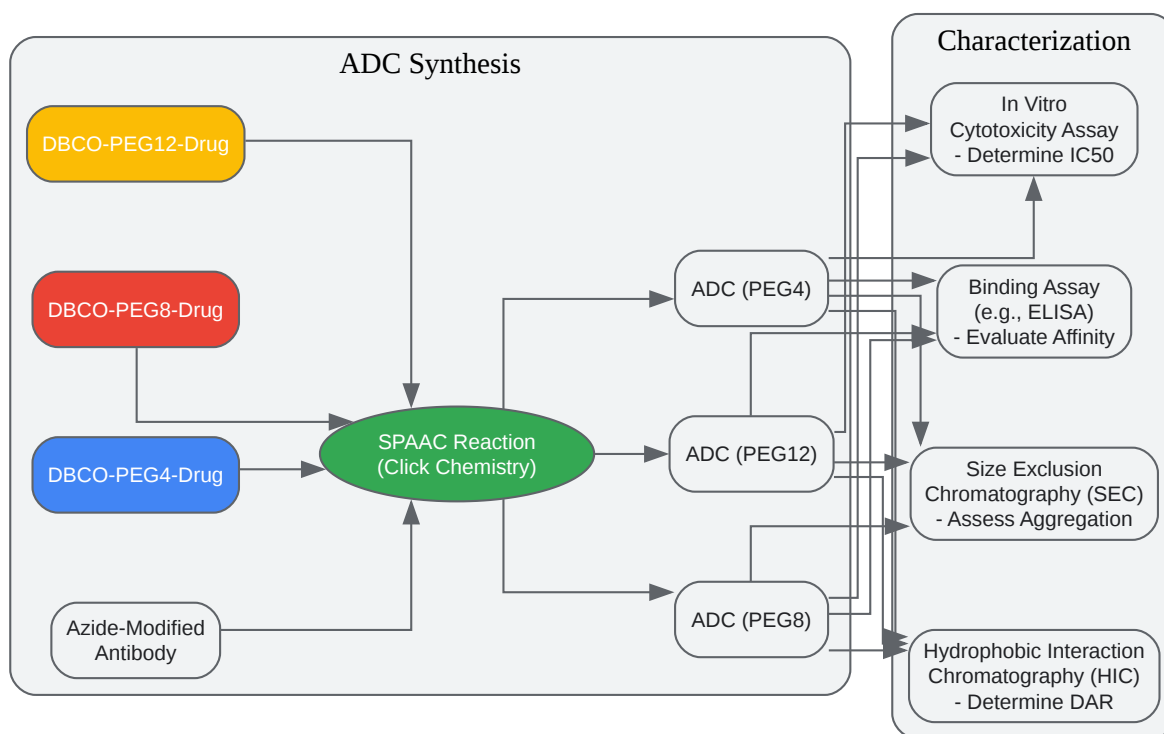 ADC Synthesis
DBCO-PEG12-Drug
DBCO-PEG8-Drug
DBCO-PEG4-Drug
Azide-Modified
Antibody
SPAAC Reaction
(Click Chemistry)
ADC (PEG4)
ADC (PEG12)
ADC (PEG8)
Characterization
In Vitro
Cytotoxicity Assay
- Determine IC50
Binding Assay
(e.g., ELISA)
- Evaluate Affinity
Size Exclusion
Chromatography (SEC)
- Assess Aggregation
Hydrophobic Interaction
Chromatography (HIC)
- Determine DAR